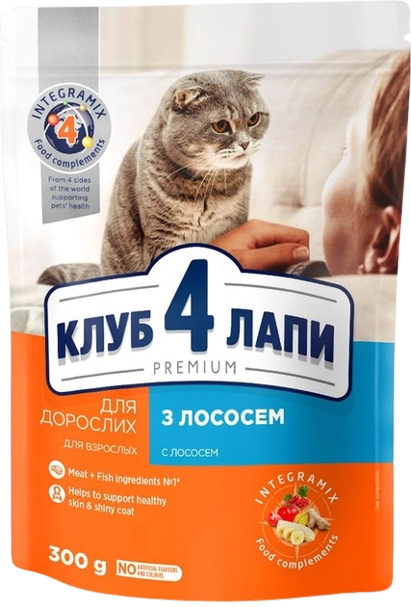 INTEGRAMIX
4
Food complements
From 4 sides
of the world
supporting
pets' health
КЛУБ 4 ЛАПИ
PREMIUM
ДЛЯ
ДОРОСЛИХ
ДЛЯ ВЗРОСЛЫХ
З ЛОСОСЕМ
С ЛОСОСЕМ
Meat + Fish ingredients №1*
Helps to support healthy
skin & shiny coat
INTEGRAMIX
Food complements
300 g
NO ARTIFICIAL FLAVOURS
AND COLOURS